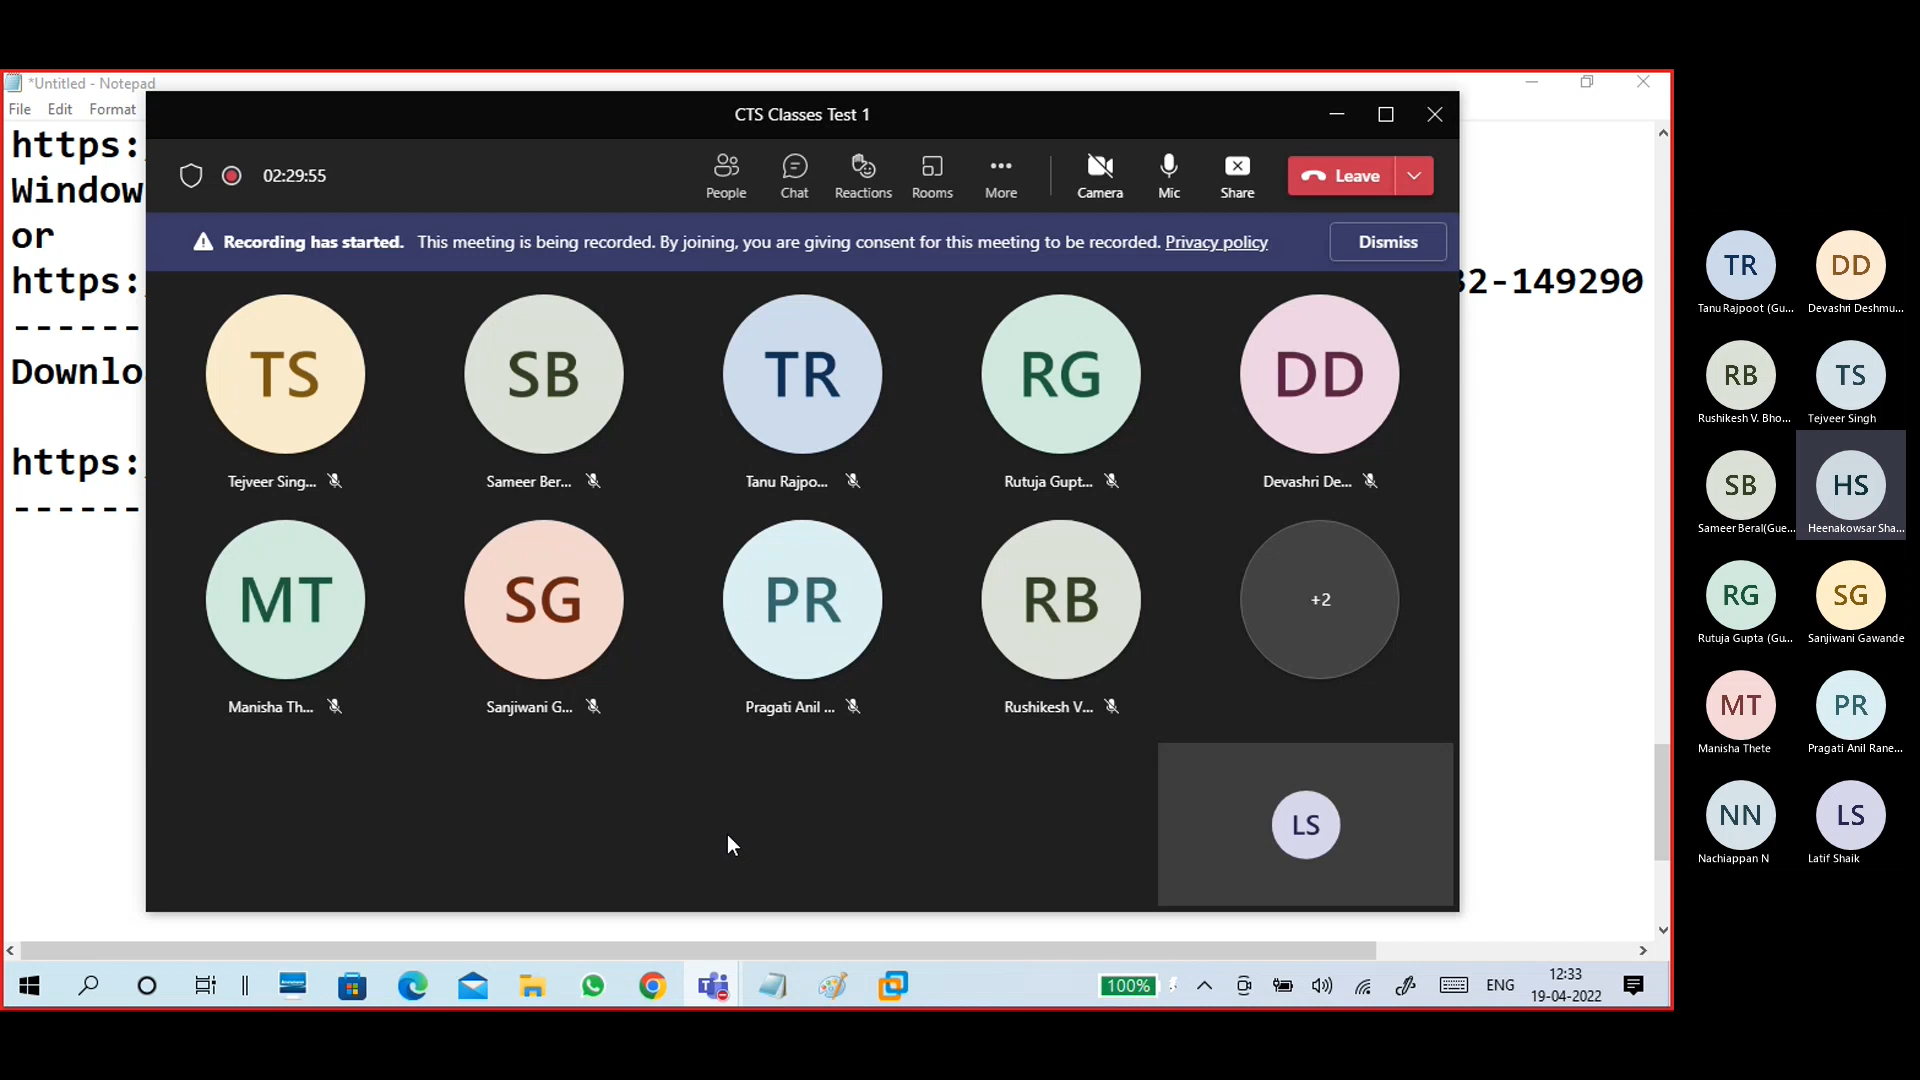 *Untitled - Notepad
File Edit Format
https:
Window
or
https:
32-149290
------
Downlo
https:
------
CTS Classes Test 1
02:29:55
People Chat Reactions Rooms More Camera Mic Share Leave
Recording has started. This meeting is being recorded. By joining, you are giving consent for this meeting to be recorded. Privacy policy Dismiss
TS SB TR RG DD
Tejveer Sing... Sameer Ber... Tanu Rajpo... Rutuja Gupt... Devashri De...
MT SG PR RB +2
Manisha Th... Sanjiwani G... Pragati Anil ... Rushikesh V...
LS
100% ENG 12:33
19-04-2022
TR DD
Tanu Rajpoot (Gu... Devashri Deshmu...
RB TS
Rushikesh V. Bho... Tejveer Singh
SB HS
Sameer Beral(Gue... Heenakowsar Sha...
RG SG
Rutuja Gupta (Gu... Sanjiwani Gawande
MT PR
Manisha Thete Pragati Anil Rane...
NN LS
Nachiappan N Latif Shaik